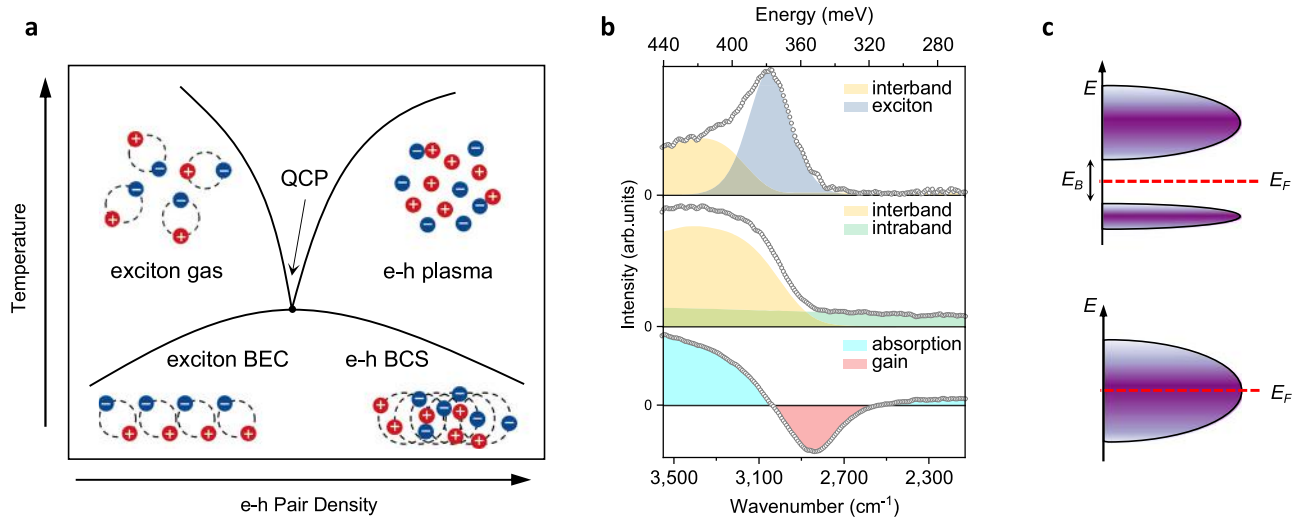 a
Temperature
QCP
exciton gas
e-h plasma
exciton BEC
e-h BCS
e-h Pair Density
b
Energy (meV)
440 400 360 320 280
Intensity (arb.units)
interband
exciton
0
interband
intraband
0
absorption
gain
0
3,500 3,100 2,700 2,300
Wavenumber (cm⁻¹)
c
E
E_B
E_F
E
E_F